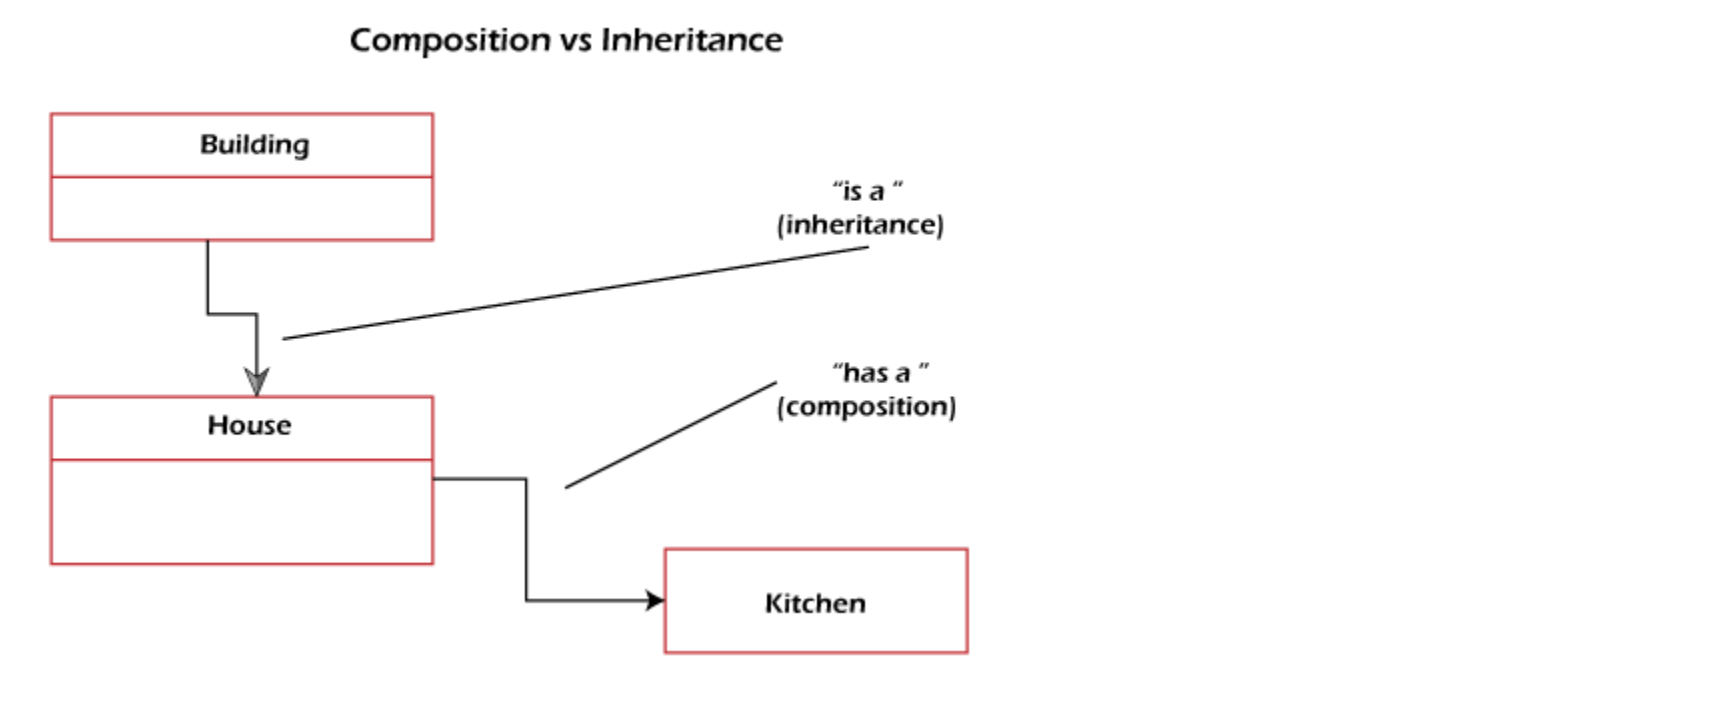 Composition vs Inheritance
Building
“is a ”
(inheritance)
“has a ”
(composition)
House
Kitchen